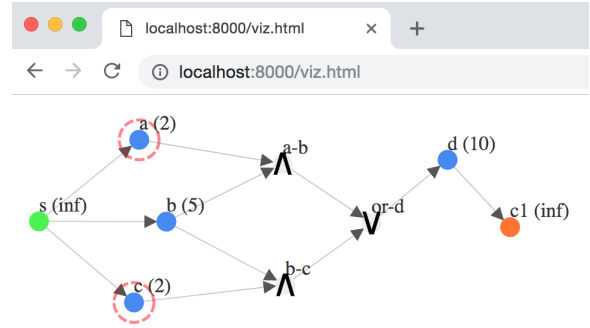 localhost:8000/viz.html
localhost:8000/viz.html
a (2)
a-b
∧
d (10)
s (inf)
b (5)
or-d
∨
c1 (inf)
b-c
∧
c (2)